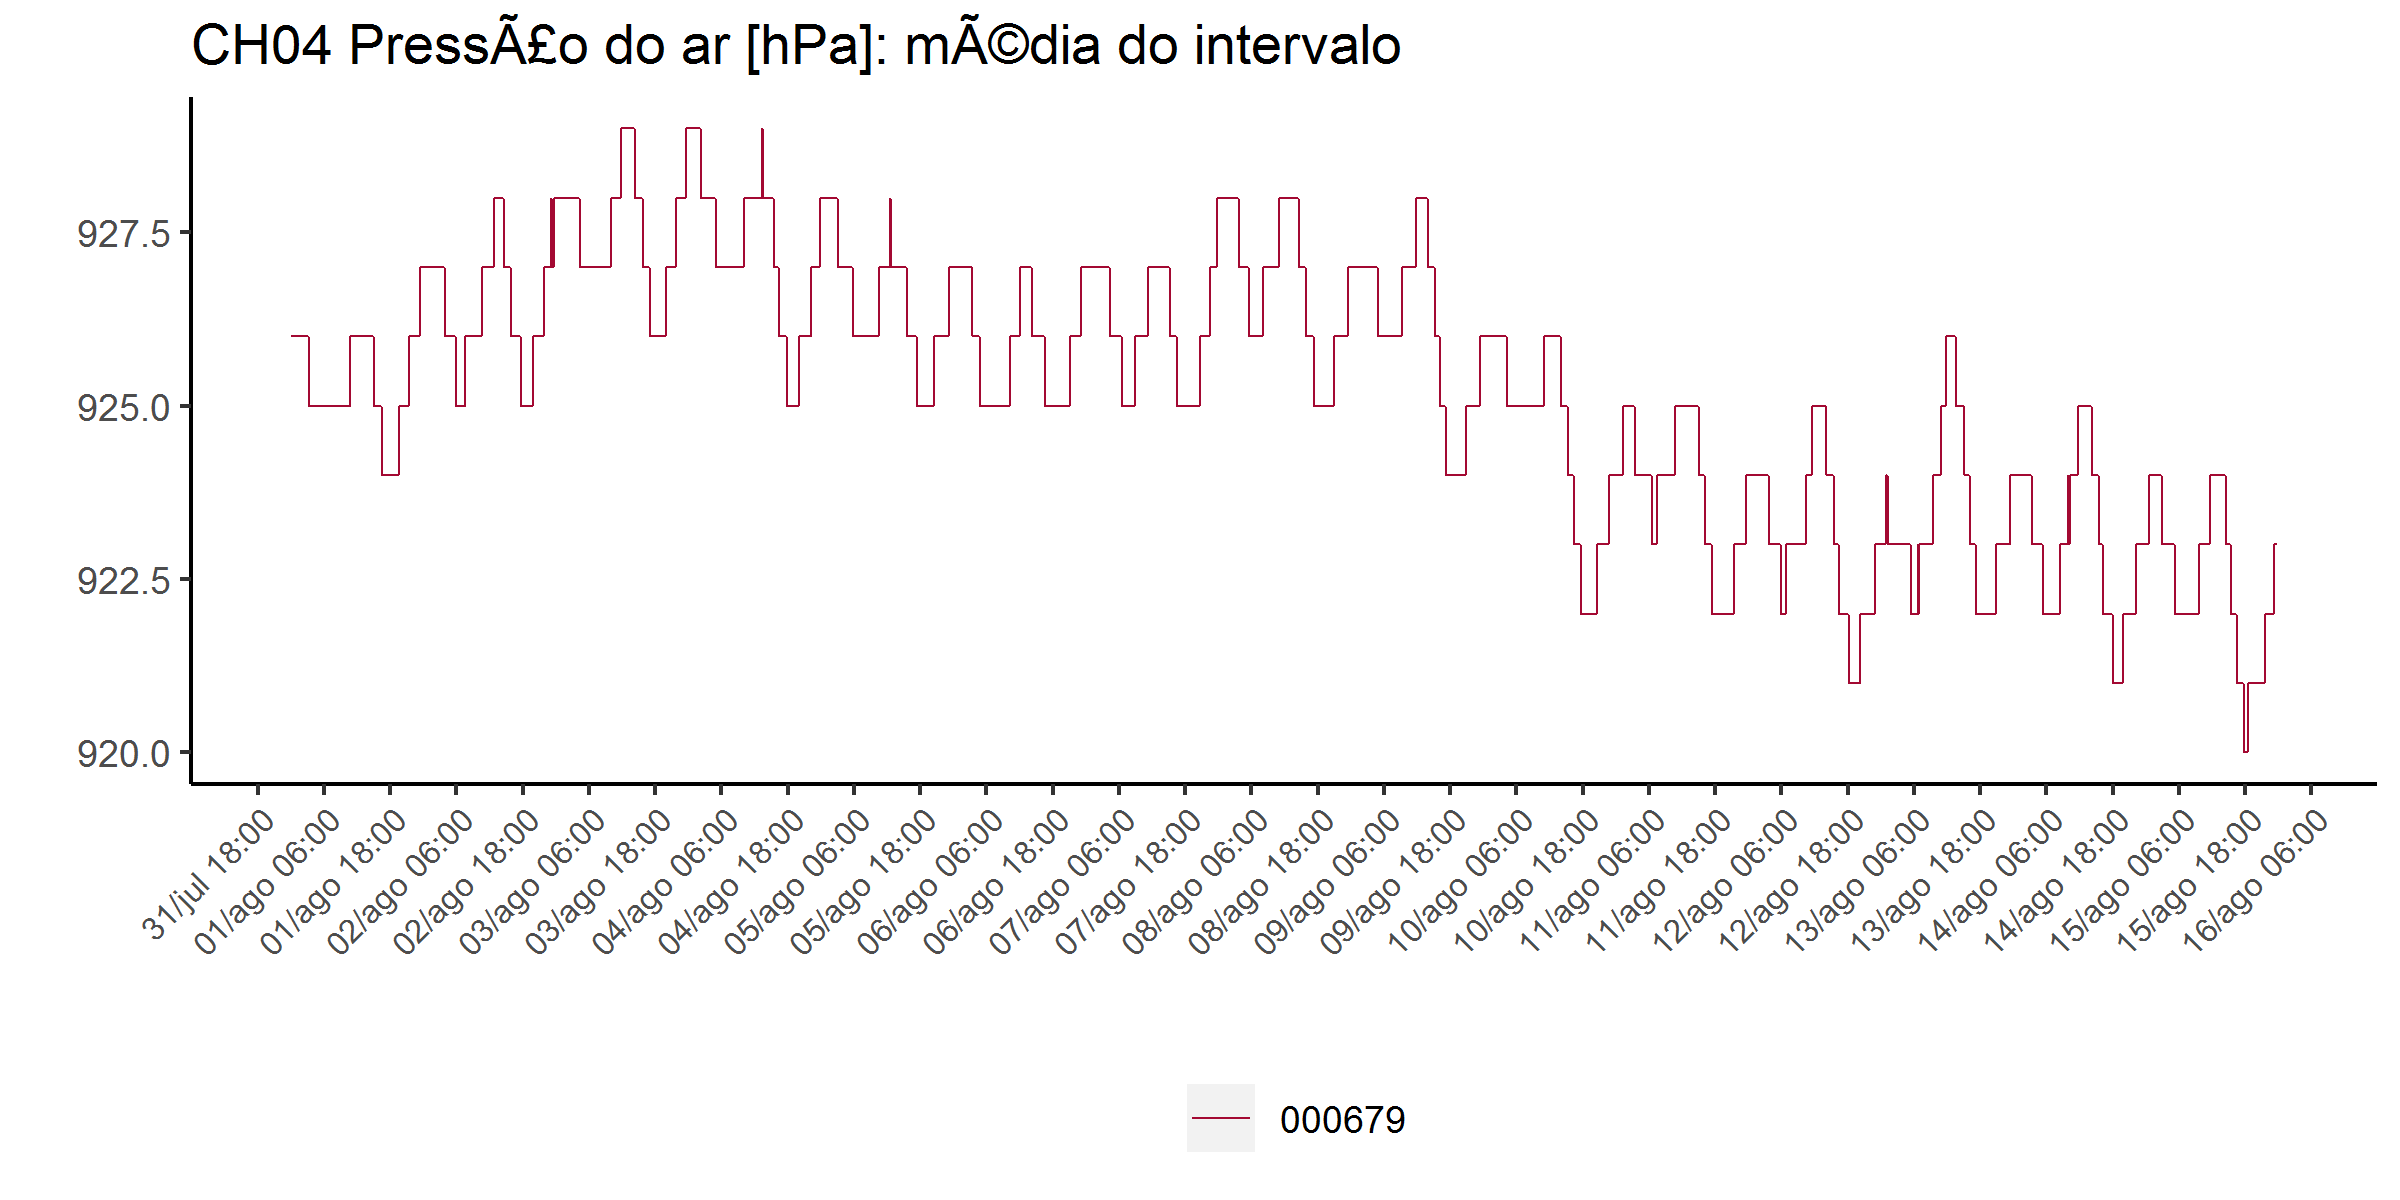 CH04 PressÃ£o do ar [hPa]: mÃ©dia do intervalo
927.5
925.0
922.5
920.0
31/jul 18:00
01/ago 06:00
01/ago 18:00
02/ago 06:00
02/ago 18:00
03/ago 06:00
03/ago 18:00
04/ago 06:00
04/ago 18:00
05/ago 06:00
05/ago 18:00
06/ago 06:00
06/ago 18:00
07/ago 06:00
07/ago 18:00
08/ago 06:00
08/ago 18:00
09/ago 06:00
09/ago 18:00
10/ago 06:00
10/ago 18:00
11/ago 06:00
11/ago 18:00
12/ago 06:00
12/ago 18:00
13/ago 06:00
13/ago 18:00
14/ago 06:00
14/ago 18:00
15/ago 06:00
15/ago 18:00
16/ago 06:00
000679